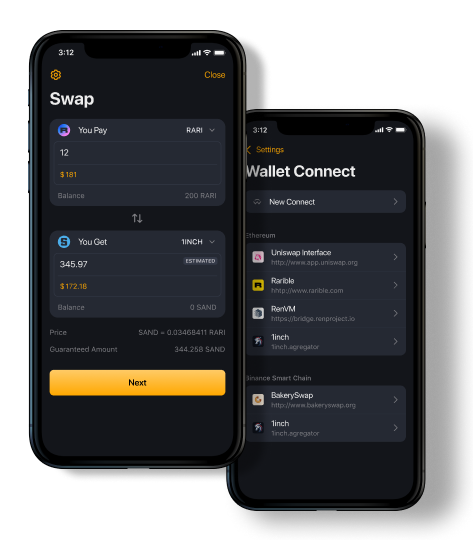 3:12
Close
Swap
You Pay
RARI
12
$181
Balance
200 RARI
You Get
1INCH
345.97
ESTIMATED
$172.18
Balance
0 SAND
Price
SAND = 0.03468411 RARI
Guaranteed Amount
344.258 SAND
Next
3:12
Settings
Wallet Connect
New Connect
Ethereum
Uniswap Interface
http://www.app.uniswap.org
Rarible
hhtp://www.rarible.com
RenVM
https://bridge.renproject.io
1inch
1inch.agregator
Binance Smart Chain
BakerySwap
http://www.bakeryswap.org
1inch
1inch.agregator